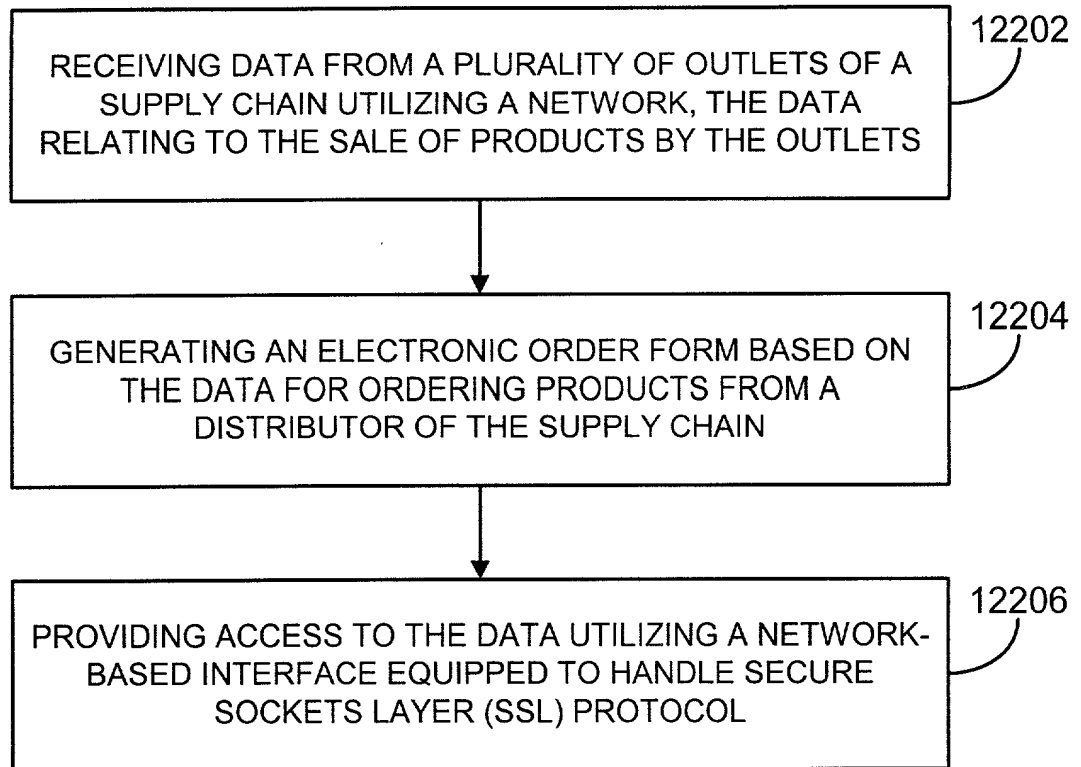 12202
RECEIVING DATA FROM A PLURALITY OF OUTLETS OF A
SUPPLY CHAIN UTILIZING A NETWORK, THE DATA
RELATING TO THE SALE OF PRODUCTS BY THE OUTLETS
12204
GENERATING AN ELECTRONIC ORDER FORM BASED ON
THE DATA FOR ORDERING PRODUCTS FROM A
DISTRIBUTOR OF THE SUPPLY CHAIN
12206
PROVIDING ACCESS TO THE DATA UTILIZING A NETWORK-
BASED INTERFACE EQUIPPED TO HANDLE SECURE
SOCKETS LAYER (SSL) PROTOCOL